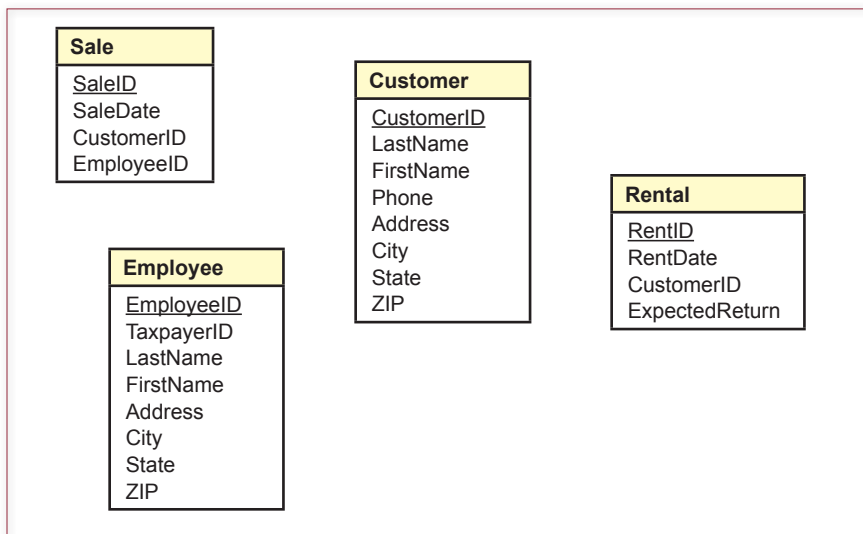 Sale
SaleID
SaleDate
CustomerID
EmployeeID
Customer
CustomerID
LastName
FirstName
Phone
Address
City
State
ZIP
Rental
RentID
RentDate
CustomerID
ExpectedReturn
Employee
EmployeeID
TaxpayerID
LastName
FirstName
Address
City
State
ZIP